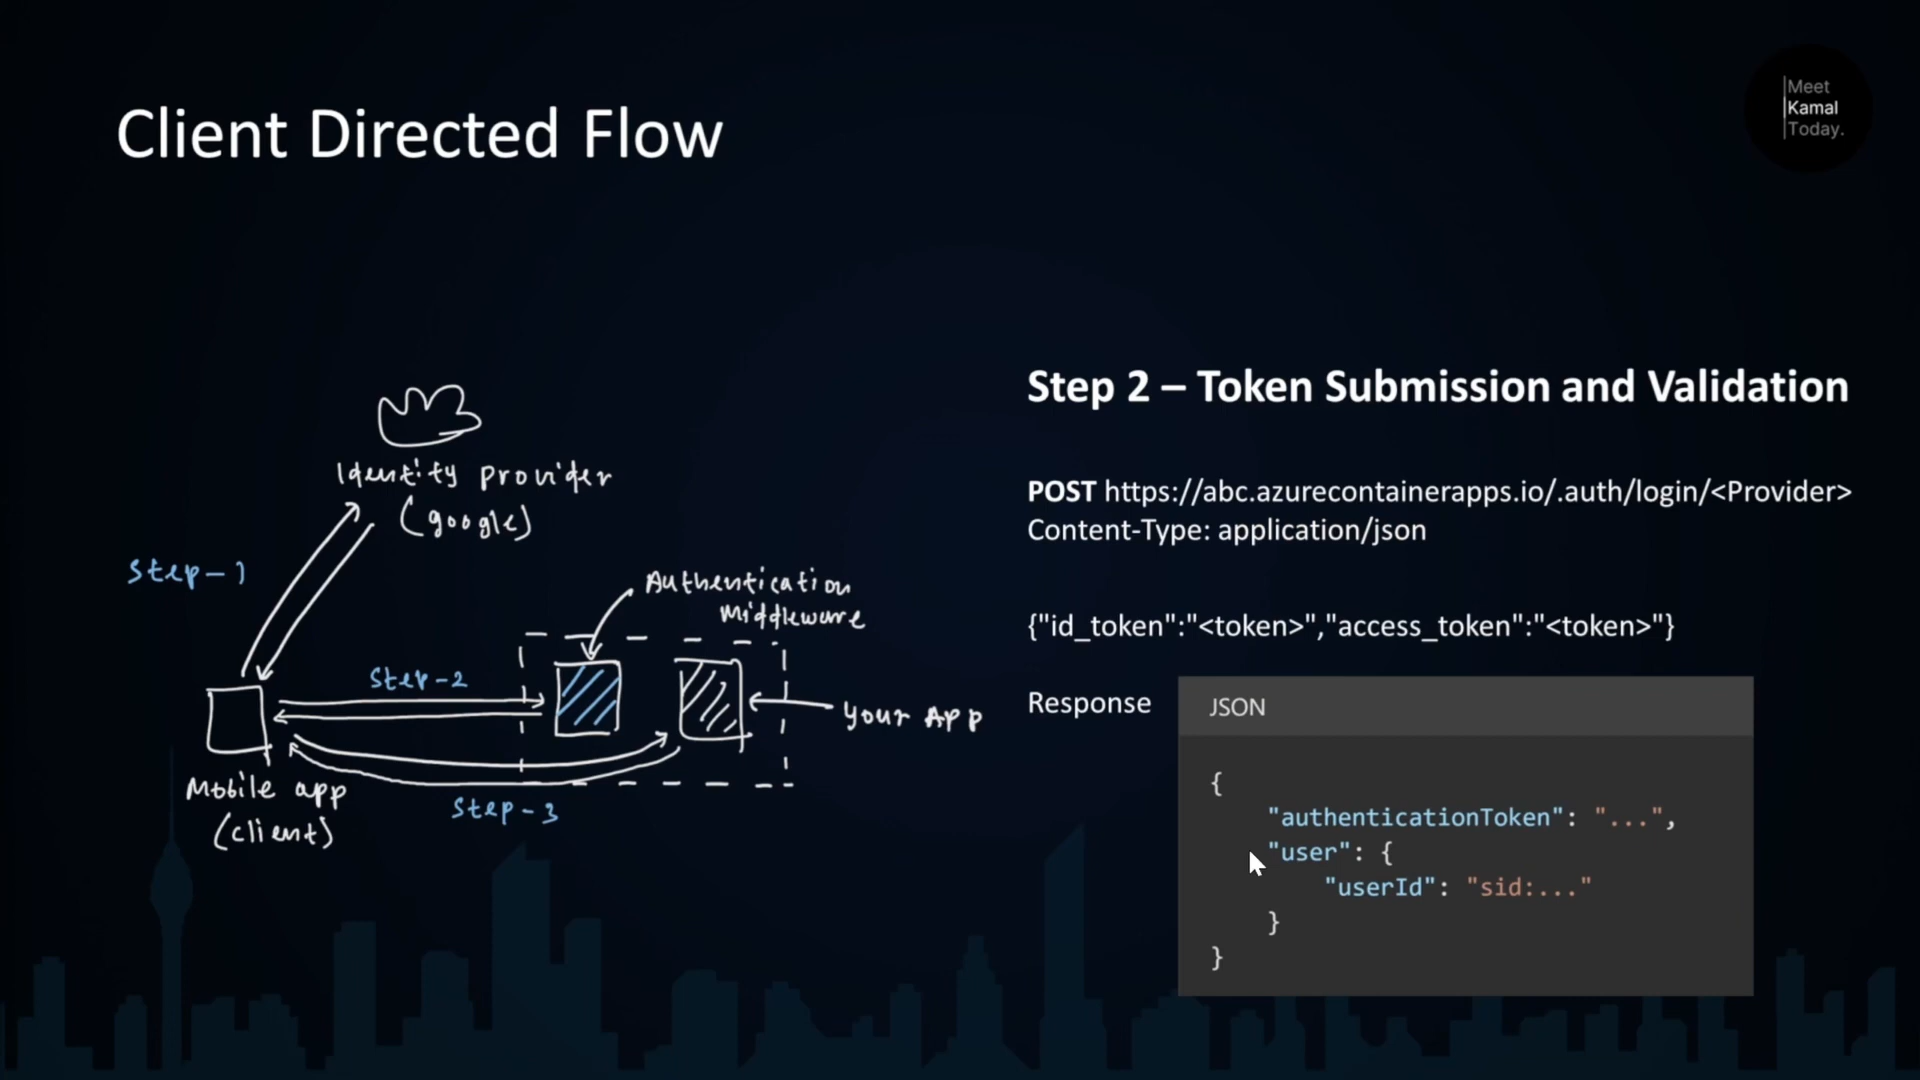 Client Directed Flow
Meet
Kamal
Today.
Identity provider
(google)
Step-1
Authentication
Middleware
Step-2
Your App
Mobile app
(client)
Step-3
Step 2 – Token Submission and Validation
POST https://abc.azurecontainerapps.io/.auth/login/<Provider>
Content-Type: application/json
{"id_token":"<token>","access_token":"<token>"}
Response
JSON
{
"authenticationToken": "...",
"user": {
"userId": "sid:..."
}
}